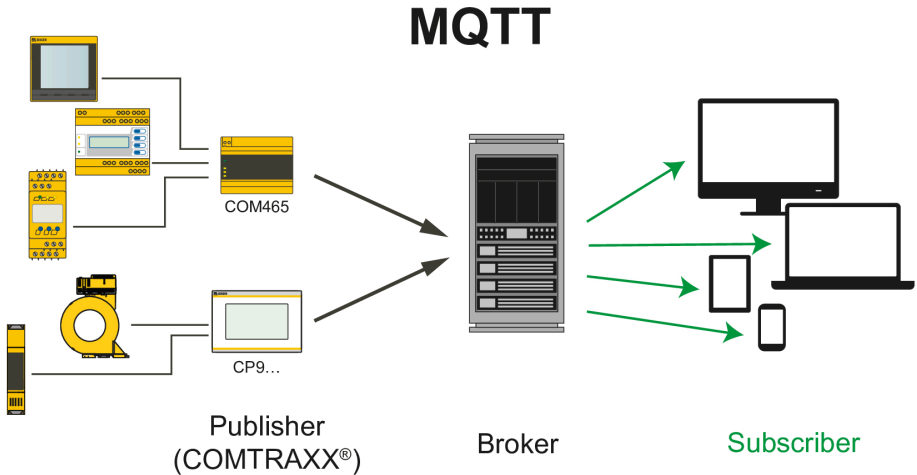 MQTT
COM465
CP9...
Publisher
(COMTRAXX®)
Broker
Subscriber